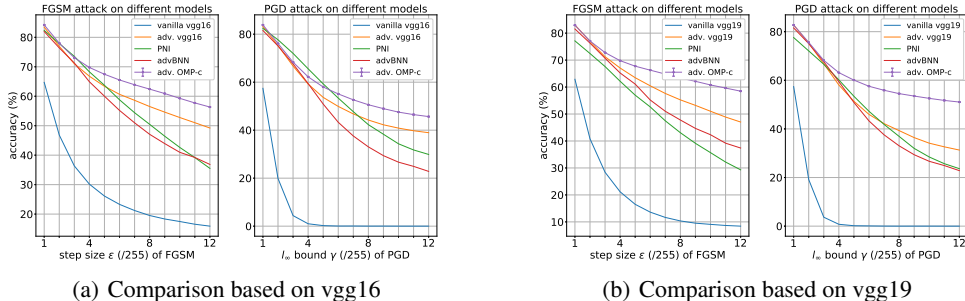 FGSM attack on different models
vanilla vgg16
adv. vgg16
PNI
advBNN
adv. OMP-c
accuracy (%)
80
70
60
50
40
30
20
1 4 8 12
step size ε (/255) of FGSM
PGD attack on different models
vanilla vgg16
adv. vgg16
PNI
advBNN
adv. OMP-c
80
60
40
20
0
1 4 8 12
l∞ bound γ (/255) of PGD
(a) Comparison based on vgg16
FGSM attack on different models
vanilla vgg19
adv. vgg19
PNI
advBNN
adv. OMP-c
accuracy (%)
80
70
60
50
40
30
20
10
1 4 8 12
step size ε (/255) of FGSM
PGD attack on different models
vanilla vgg19
adv. vgg19
PNI
advBNN
adv. OMP-c
80
60
40
20
0
1 4 8 12
l∞ bound γ (/255) of PGD
(b) Comparison based on vgg19